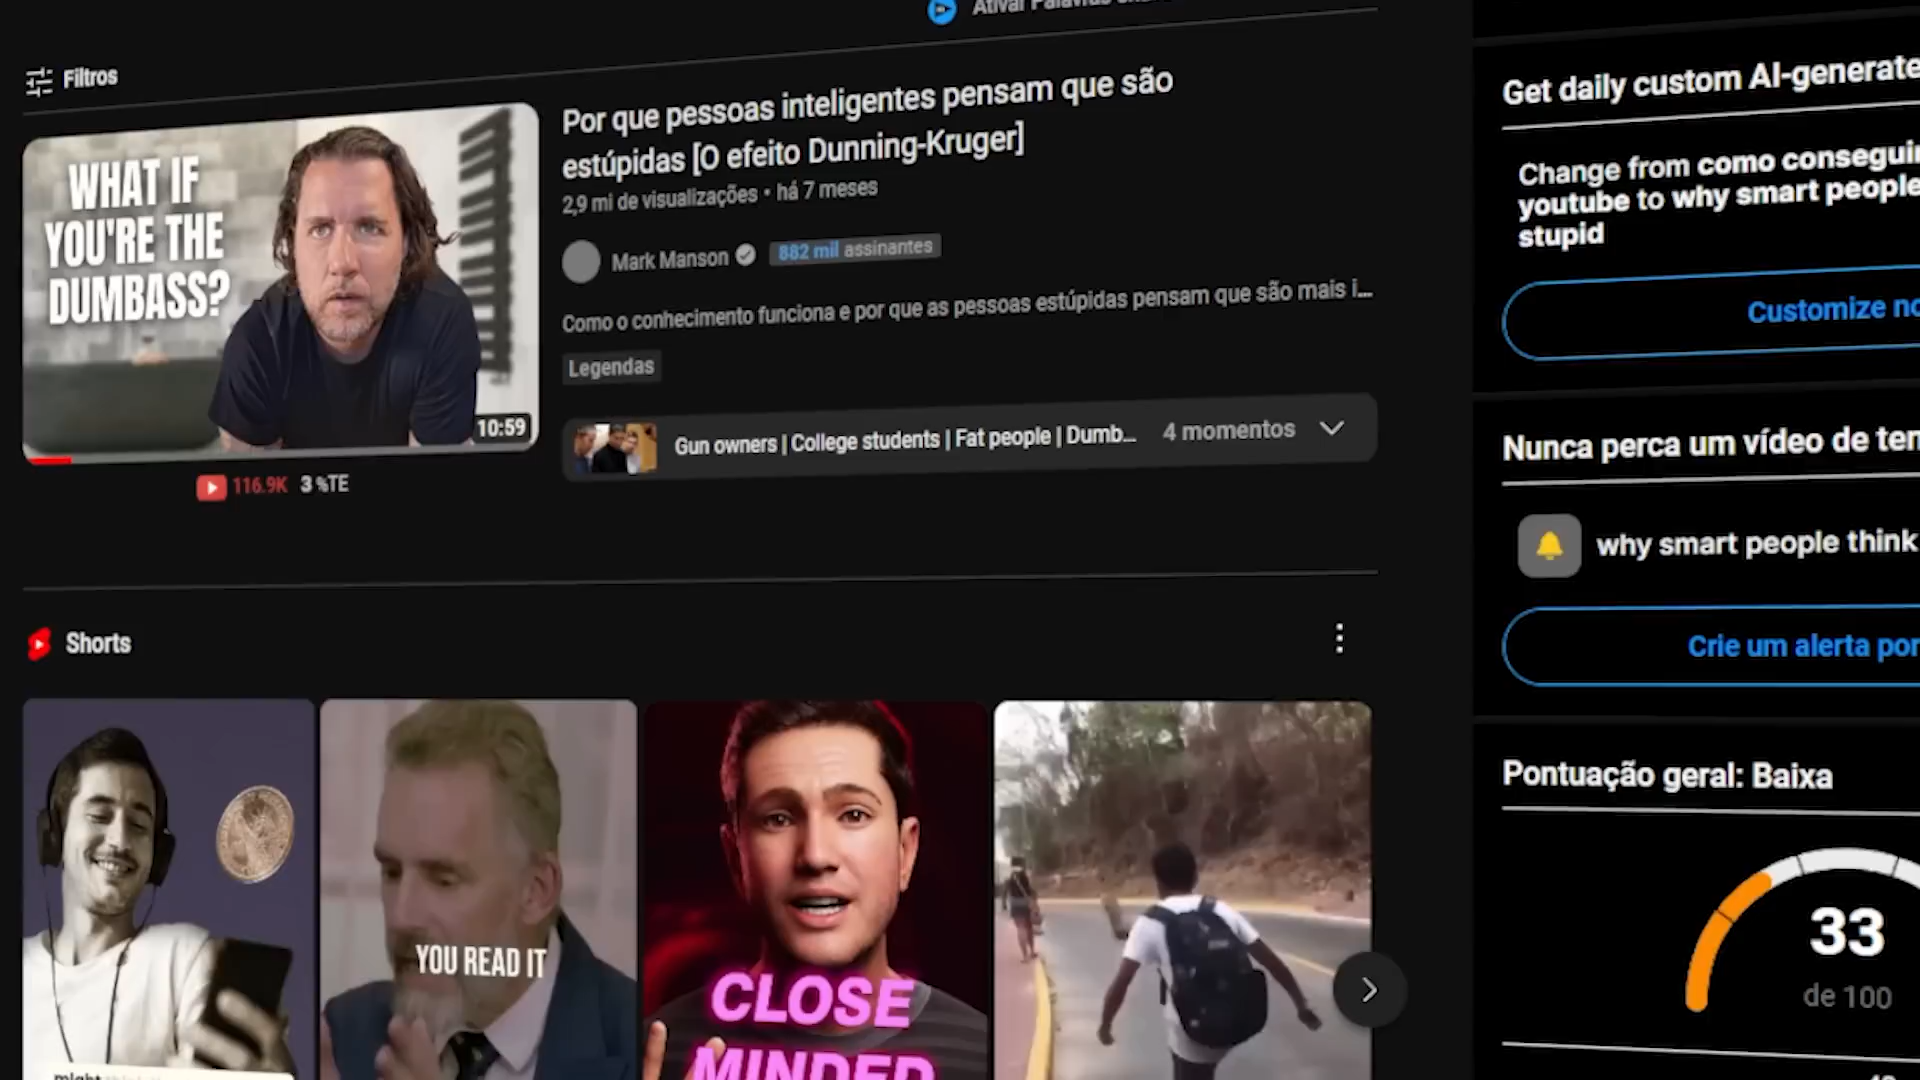 Ativar
Filtros
WHAT IF
YOU'RE THE
DUMBASS?
10:59
116.9K 3 %TE
Por que pessoas inteligentes pensam que são
estúpidas [O efeito Dunning-Kruger]
2,9 mi de visualizações • há 7 meses
Mark Manson 882 mil assinantes
Como o conhecimento funciona e por que as pessoas estúpidas pensam que são mais i...
Legendas
Gun owners | College students | Fat people | Dumb... 4 momentos
Shorts
YOU READ IT
CLOSE
MINDED
might
Get daily custom AI-generate
Change from como conseguir
youtube to why smart people
stupid
Customize no
Nunca perca um vídeo de ten
why smart people think
Crie um alerta por
Pontuação geral: Baixa
33
de 100